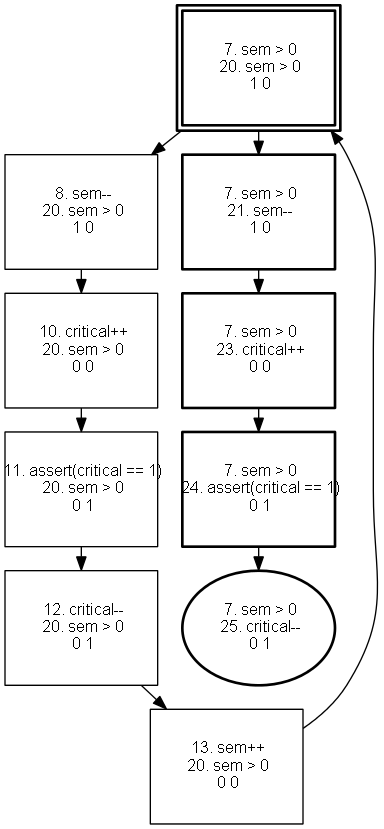 7. sem > 0
20. sem > 0
1 0
8. sem--
20. sem > 0
1 0
7. sem > 0
21. sem--
1 0
10. critical++
20. sem > 0
0 0
7. sem > 0
23. critical++
0 0
11. assert(critical == 1)
20. sem > 0
0 1
7. sem > 0
24. assert(critical == 1)
0 1
12. critical--
20. sem > 0
0 1
7. sem > 0
25. critical--
0 1
13. sem++
20. sem > 0
0 0